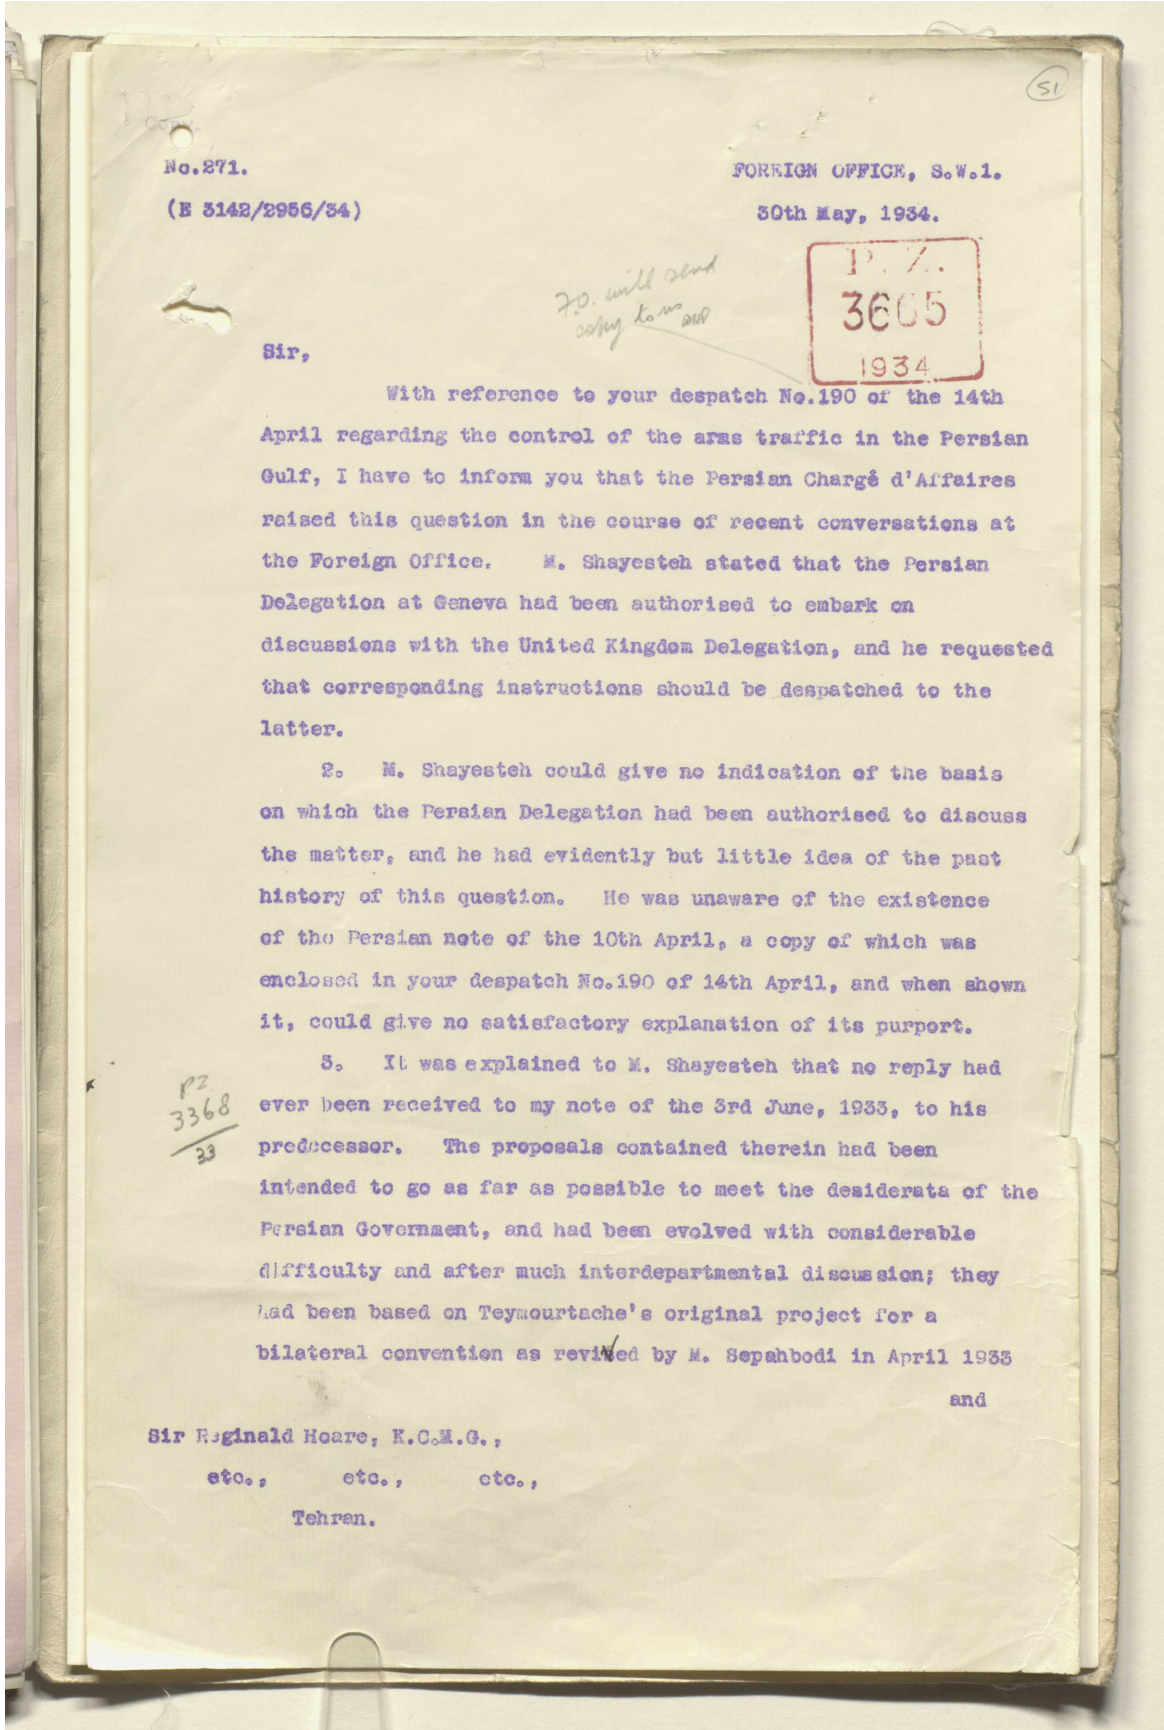 51
Copy.
No.271.
FOREIGN OFFICE, S.W.1.
(E 3142/2956/34)
30th May, 1934.
P. Z.
3665
1934
F.O. will send
copy to us
Sir,
With reference to your despatch No.190 of the 14th
April regarding the control of the arms traffic in the Persian
Gulf, I have to inform you that the Persian Chargé d'Affaires
raised this question in the course of recent conversations at
the Foreign Office. M. Shayesteh stated that the Persian
Delegation at Geneva had been authorised to embark on
discussions with the United Kingdom Delegation, and he requested
that corresponding instructions should be despatched to the
latter.
2. M. Shayesteh could give no indication of the basis
on which the Persian Delegation had been authorised to discuss
the matter, and he had evidently but little idea of the past
history of this question. He was unaware of the existence
of the Persian note of the 10th April, a copy of which was
enclosed in your despatch No.190 of 14th April, and when shown
it, could give no satisfactory explanation of its purport.
3. It was explained to M. Shayesteh that no reply had
ever been received to my note of the 3rd June, 1933, to his
predecessor. The proposals contained therein had been
intended to go as far as possible to meet the desiderata of the
Persian Government, and had been evolved with considerable
difficulty and after much interdepartmental discussion; they
had been based on Teymourtache's original project for a
bilateral convention as revived by M. Sepahbodi in April 1933
and
PZ
3368
33
Sir Reginald Hoare, K.C.M.G.,
etc., etc., etc.,
Tehran.